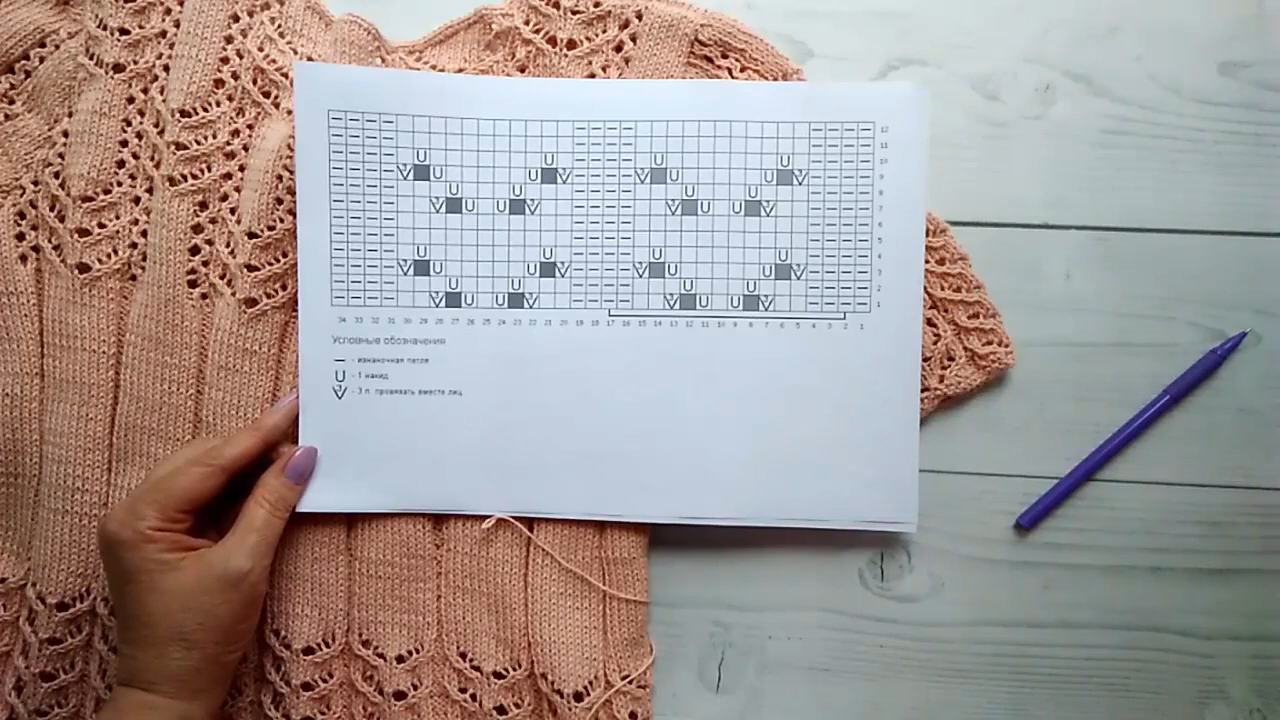 12
11
10
9
8
7
6
5
4
3
2
1
34 33 32 31 30 29 28 27 26 25 24 23 22 21 20 19 18 17 16 15 14 13 12 11 10 9 8 7 6 5 4 3 2 1
Условные обозначения
— - изнаночная петля
U - 1 накид
3 - 3 п. провязать вместе лиц.